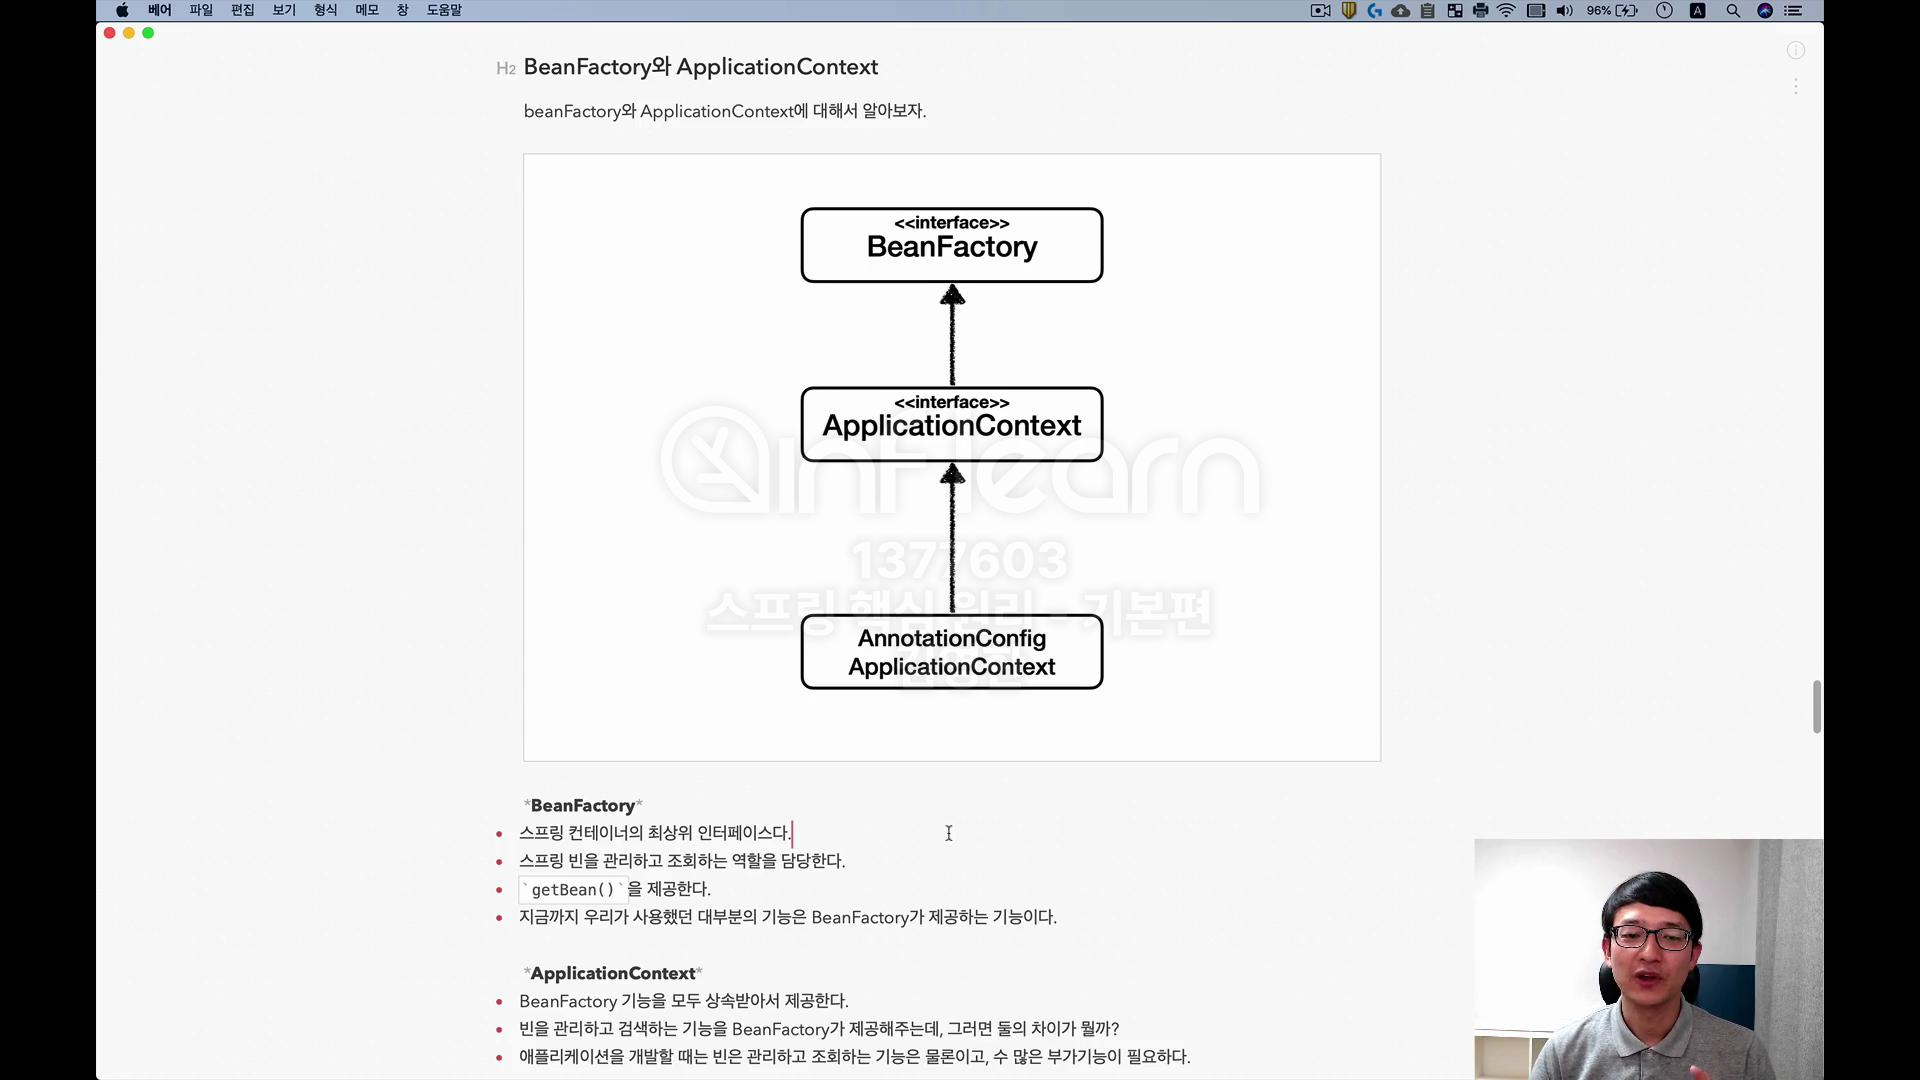 베어 파일 편집 보기 형식 메모 창 도움말
96%
A
H2 BeanFactory와 ApplicationContext
beanFactory와 ApplicationContext에 대해서 알아보자.
<<interface>>
BeanFactory
<<interface>>
ApplicationContext
inflearn
1377603
스프링 핵심 원리 - 기본편
AnnotationConfig
ApplicationContext
*BeanFactory*
• 스프링 컨테이너의 최상위 인터페이스다.
• 스프링 빈을 관리하고 조회하는 역할을 담당한다.
• `getBean()`을 제공한다.
• 지금까지 우리가 사용했던 대부분의 기능은 BeanFactory가 제공하는 기능이다.
*ApplicationContext*
• BeanFactory 기능을 모두 상속받아서 제공한다.
• 빈을 관리하고 검색하는 기능을 BeanFactory가 제공해주는데, 그러면 둘의 차이가 뭘까?
• 애플리케이션을 개발할 때는 빈은 관리하고 조회하는 기능은 물론이고, 수 많은 부가기능이 필요하다.